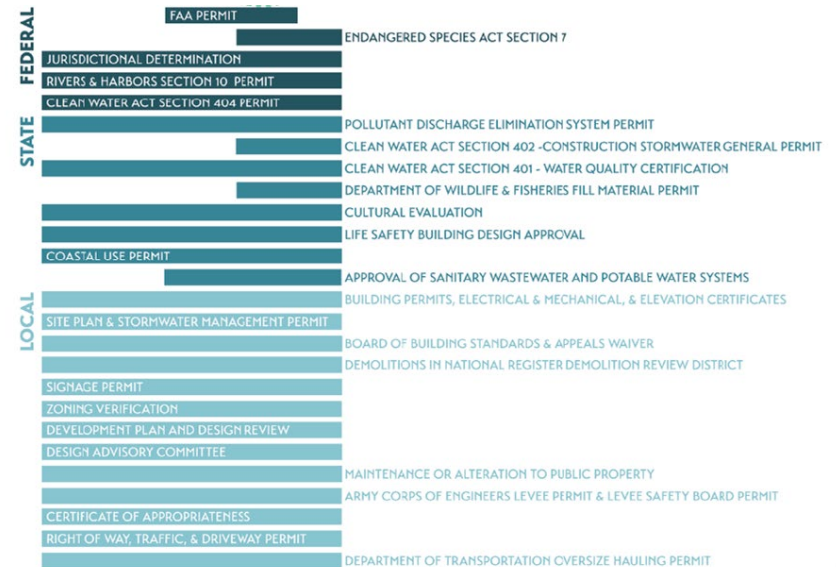 FEDERAL
FAA PERMIT
ENDANGERED SPECIES ACT SECTION 7
JURISDICTIONAL DETERMINATION
RIVERS & HARBORS SECTION 10 PERMIT
CLEAN WATER ACT SECTION 404 PERMIT
STATE
POLLUTANT DISCHARGE ELIMINATION SYSTEM PERMIT
CLEAN WATER ACT SECTION 402 -CONSTRUCTION STORMWATER GENERAL PERMIT
CLEAN WATER ACT SECTION 401 - WATER QUALITY CERTIFICATION
DEPARTMENT OF WILDLIFE & FISHERIES FILL MATERIAL PERMIT
CULTURAL EVALUATION
LIFE SAFETY BUILDING DESIGN APPROVAL
COASTAL USE PERMIT
APPROVAL OF SANITARY WASTEWATER AND POTABLE WATER SYSTEMS
LOCAL
BUILDING PERMITS, ELECTRICAL & MECHANICAL, & ELEVATION CERTIFICATES
SITE PLAN & STORMWATER MANAGEMENT PERMIT
BOARD OF BUILDING STANDARDS & APPEALS WAIVER
DEMOLITIONS IN NATIONAL REGISTER DEMOLITION REVIEW DISTRICT
SIGNAGE PERMIT
ZONING VERIFICATION
DEVELOPMENT PLAN AND DESIGN REVIEW
DESIGN ADVISORY COMMITTEE
MAINTENANCE OR ALTERATION TO PUBLIC PROPERTY
ARMY CORPS OF ENGINEERS LEVEE PERMIT & LEVEE SAFETY BOARD PERMIT
CERTIFICATE OF APPROPRIATENESS
RIGHT OF WAY, TRAFFIC, & DRIVEWAY PERMIT
DEPARTMENT OF TRANSPORTATION OVERSIZE HAULING PERMIT